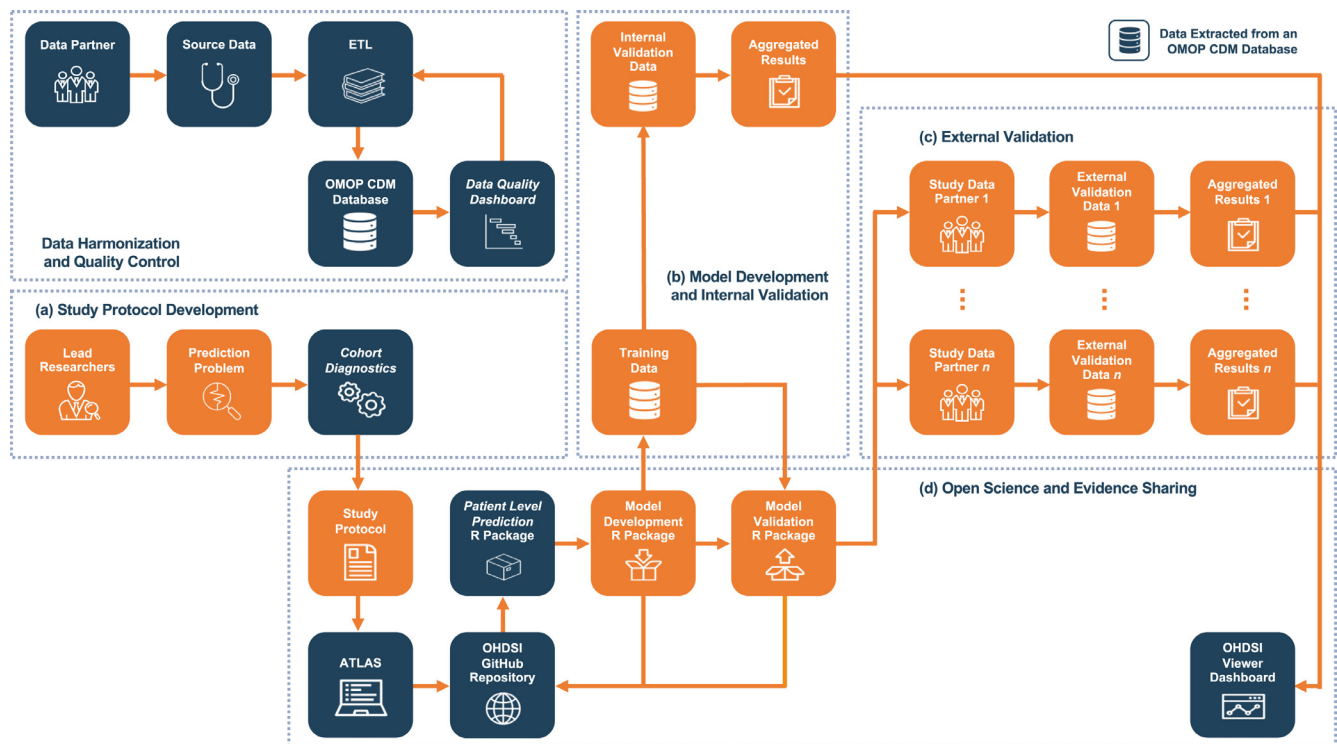 Data Partner
Source Data
ETL
OMOP CDM
Database
Data Quality
Dashboard
Data Harmonization
and Quality Control
(a) Study Protocol Development
Lead
Researchers
Prediction
Problem
Cohort
Diagnostics
Internal
Validation
Data
Aggregated
Results
(b) Model Development
and Internal Validation
Training
Data
Data Extracted from an
OMOP CDM Database
(c) External Validation
Study Data
Partner 1
External
Validation
Data 1
Aggregated
Results 1
Study Data
Partner n
External
Validation
Data n
Aggregated
Results n
(d) Open Science and Evidence Sharing
Study
Protocol
Patient Level
Prediction
R Package
Model
Development
R Package
Model
Validation
R Package
ATLAS
OHDSI
GitHub
Repository
OHDSI
Viewer
Dashboard